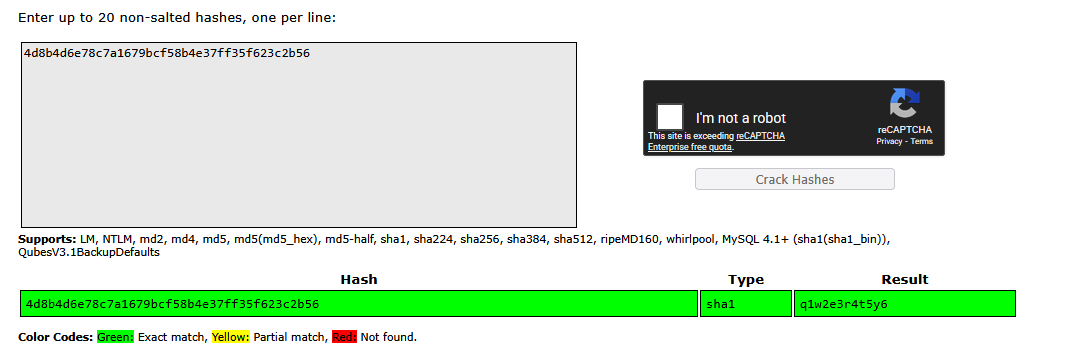 Enter up to 20 non-salted hashes, one per line:
4d8b4d6e78c7a1679bcf58b4e37ff35f623c2b56
I'm not a robot
reCAPTCHA
Privacy - Terms
This site is exceeding reCAPTCHA
Enterprise free quota.
Crack Hashes
Supports: LM, NTLM, md2, md4, md5, md5(md5_hex), md5-half, sha1, sha224, sha256, sha384, sha512, ripeMD160, whirlpool, MySQL 4.1+ (sha1(sha1_bin)),
QubesV3.1BackupDefaults
Hash Type Result
4d8b4d6e78c7a1679bcf58b4e37ff35f623c2b56 sha1 q1w2e3r4t5y6
Color Codes: Green: Exact match, Yellow: Partial match, Red: Not found.